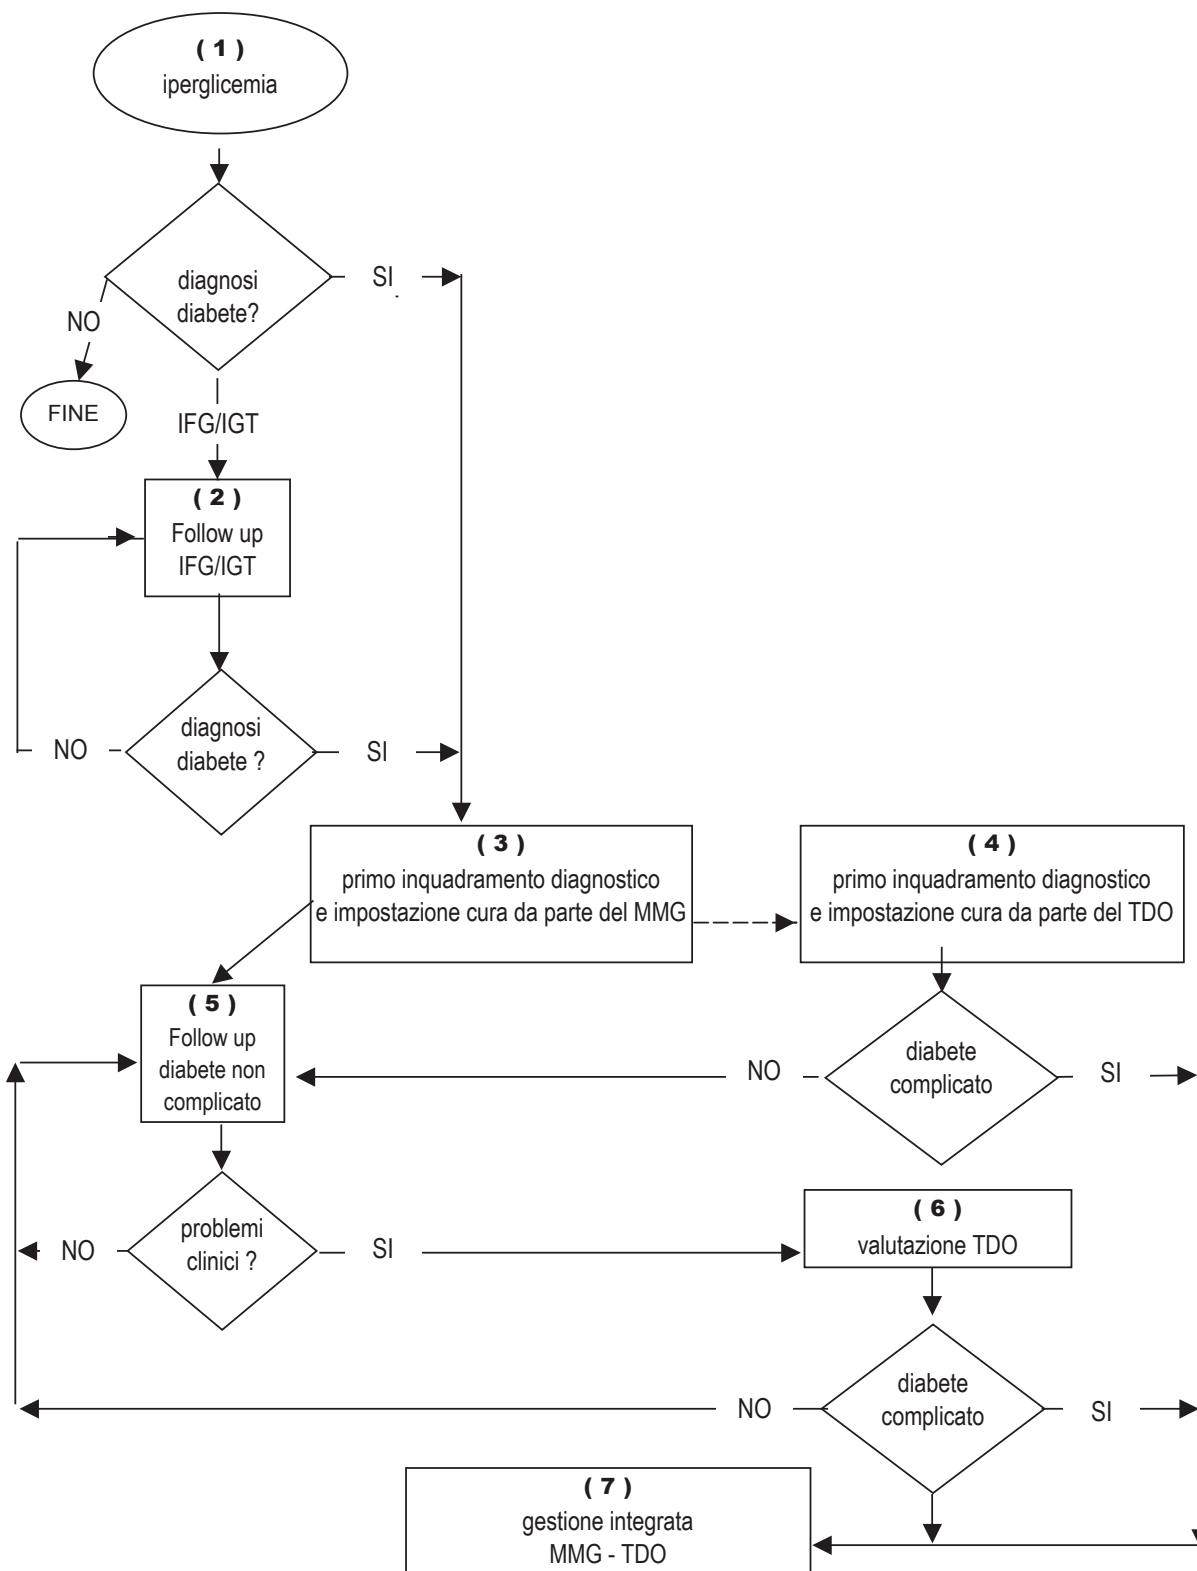 ( 1 )
iperglicemia
diagnosi
diabete?
SI
NO
FINE
IFG/IGT
( 2 )
Follow up
IFG/IGT
diagnosi
diabete ?
NO
SI
( 3 )
primo inquadramento diagnostico
e impostazione cura da parte del MMG
( 4 )
primo inquadramento diagnostico
e impostazione cura da parte del TDO
( 5 )
Follow up
diabete non
complicato
diabete
complicato
NO
SI
problemi
clinici ?
NO
SI
( 6 )
valutazione TDO
diabete
complicato
NO
SI
( 7 )
gestione integrata
MMG - TDO